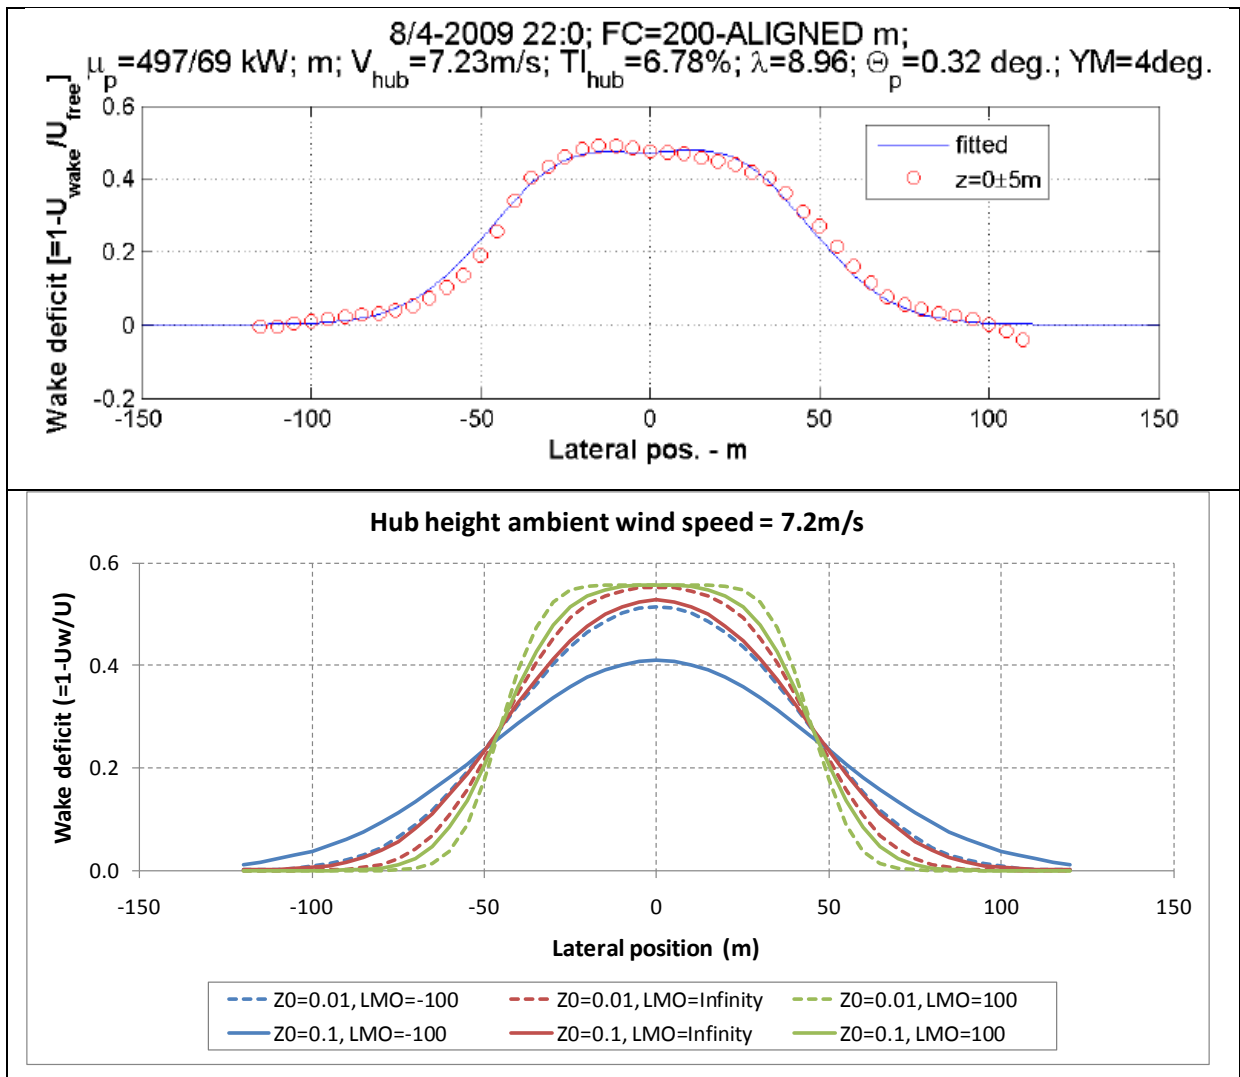 8/4-2009 22:0; FC=200-ALIGNED m;
μp=497/69 kW; m; Vhub=7.23m/s; TIhub=6.78%; λ=8.96; Θp=0.32 deg.; YM=4deg.
Wake deficit [=1-Uwake/Ufree]
0.6
0.4
0.2
0
-0.2
fitted
z=0±5m
-150
-100
-50
0
50
100
150
Lateral pos. - m
Hub height ambient wind speed = 7.2m/s
Wake deficit (=1-Uw/U)
0.6
0.4
0.2
0.0
-150
-100
-50
0
50
100
150
Lateral position (m)
Z0=0.01, LMO=-100
Z0=0.01, LMO=Infinity
Z0=0.01, LMO=100
Z0=0.1, LMO=-100
Z0=0.1, LMO=Infinity
Z0=0.1, LMO=100